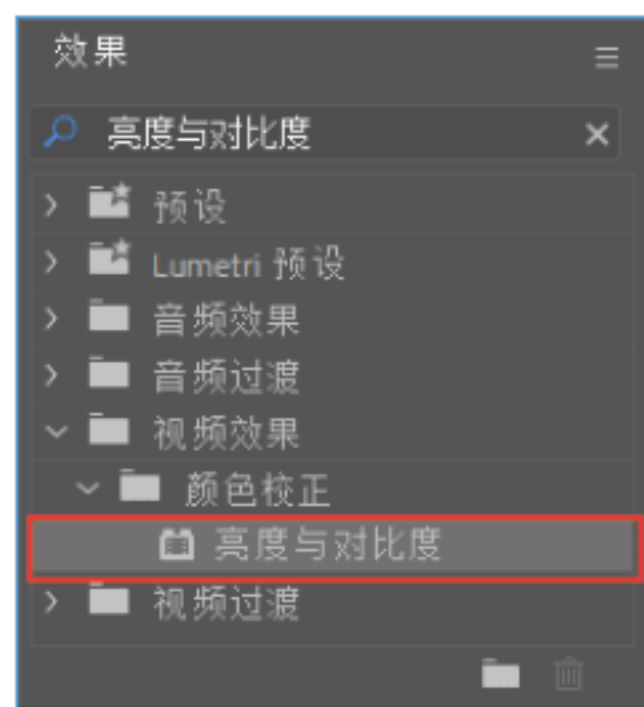 效果
亮度与对比度
预设
Lumetri 预设
音频效果
音频过渡
视频效果
颜色校正
亮度与对比度
视频过渡